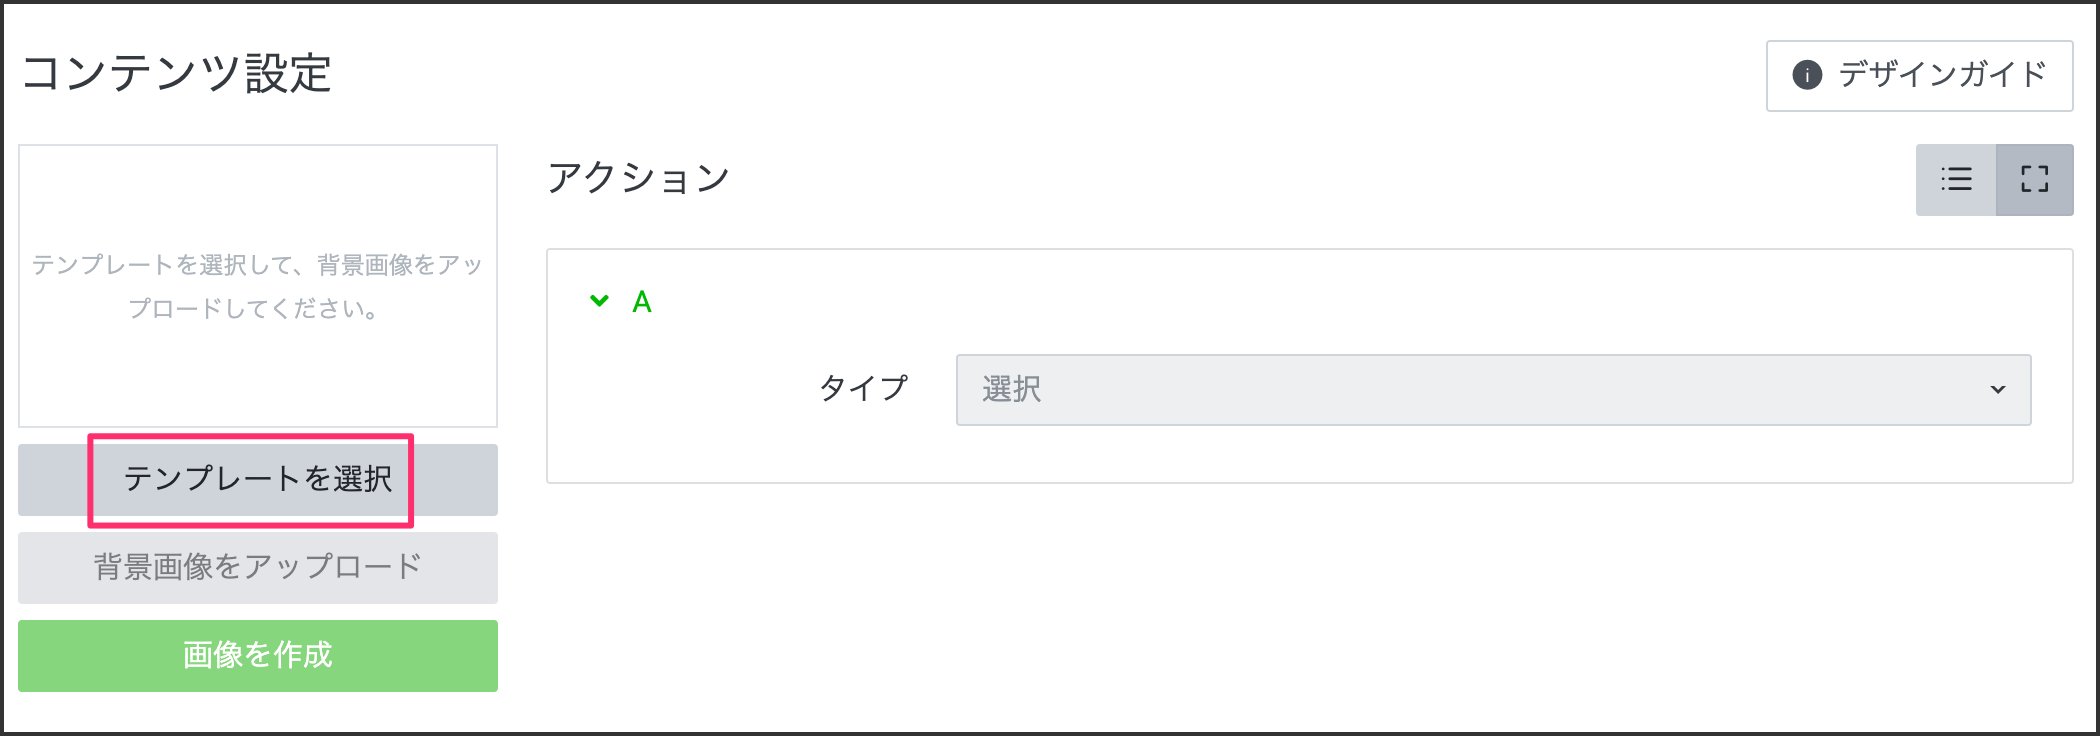 コンテンツ設定
デザインガイド
テンプレートを選択して、背景画像をアッ
プロードしてください。
テンプレートを選択
背景画像をアップロード
画像を作成
アクション
A
タイプ
選択